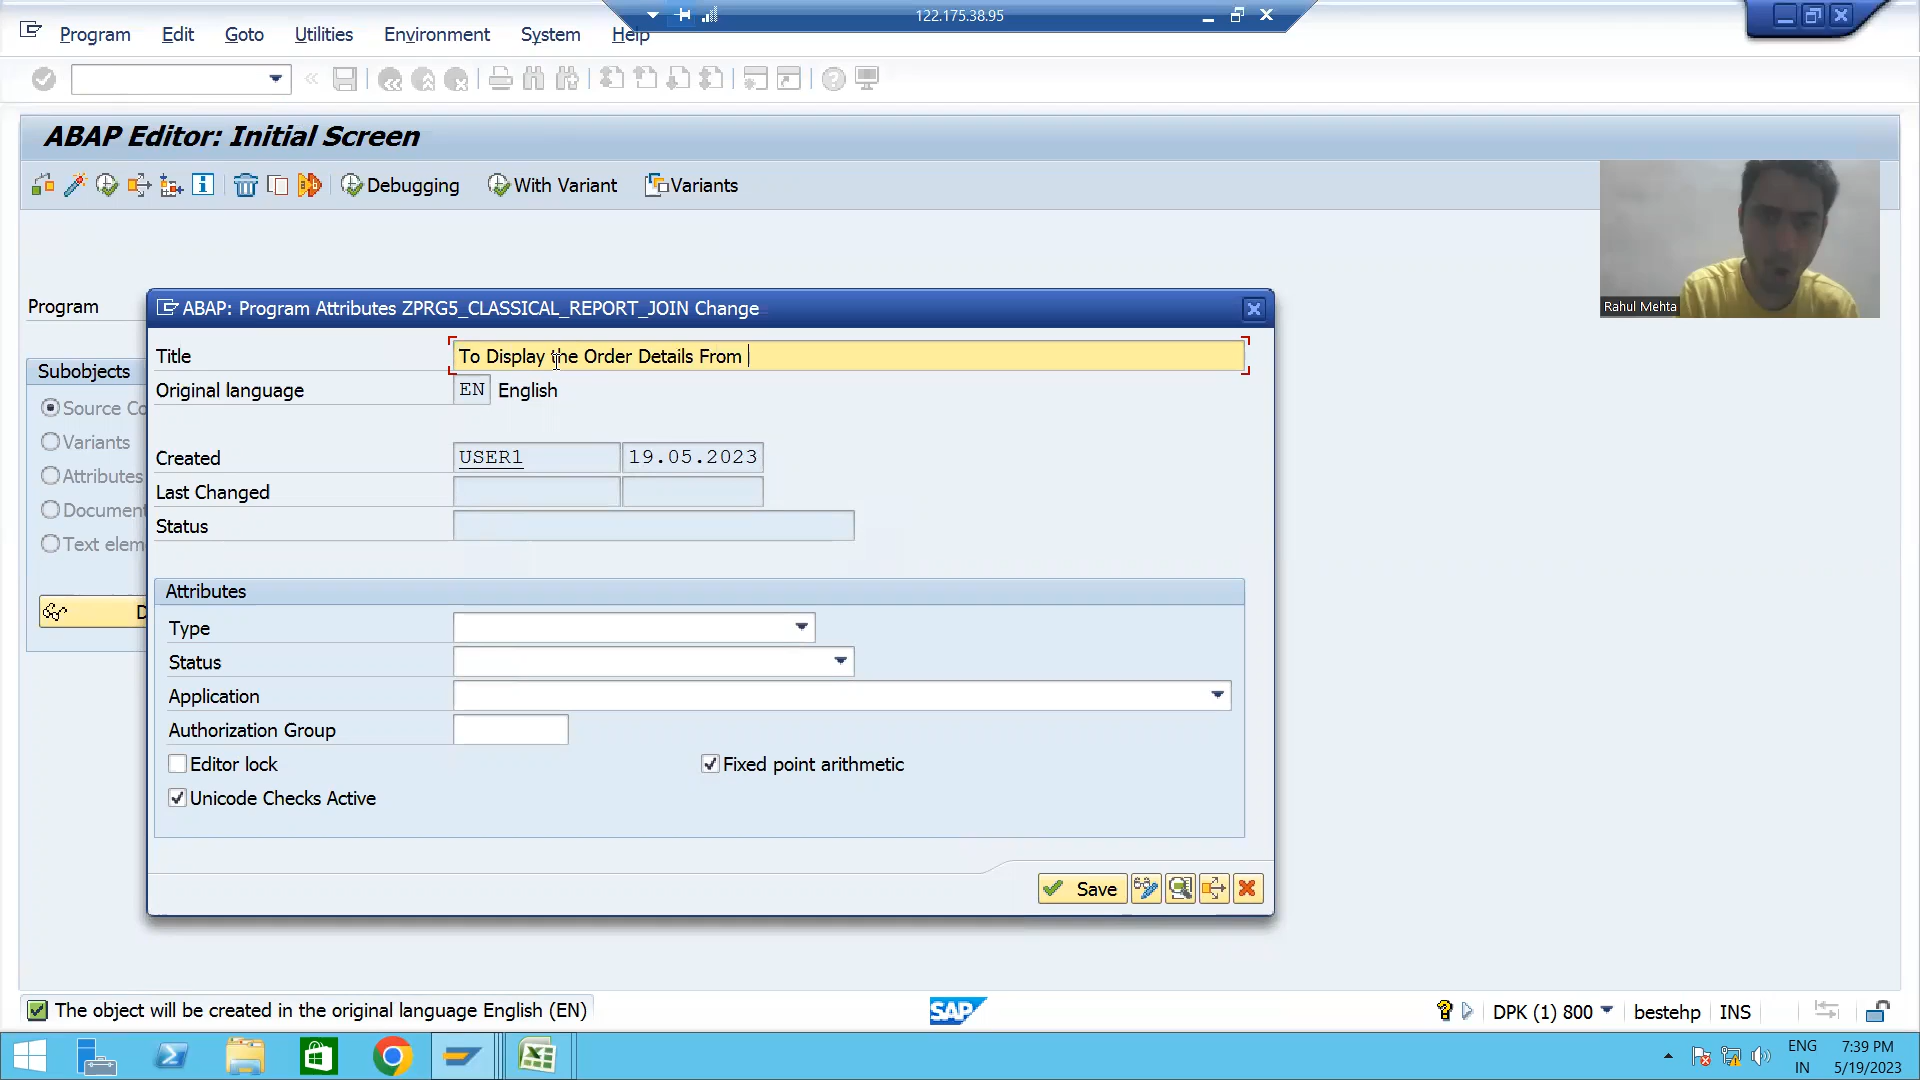 122.175.38.95
Program Edit Goto Utilities Environment System Help
ABAP Editor: Initial Screen
Debugging With Variant Variants
Rahul Mehta
Program
ABAP: Program Attributes ZPRG5_CLASSICAL_REPORT_JOIN Change
Title To Display the Order Details From
Original language EN English
Subobjects
Source Co
Variants
Attributes
Document
Text elem
D
Created USER1 19.05.2023
Last Changed
Status
Attributes
Type
Status
Application
Authorization Group
Editor lock Fixed point arithmetic
Unicode Checks Active
Save
The object will be created in the original language English (EN)
SAP
DPK (1) 800 bestehp INS
ENG 7:39 PM
IN 5/19/2023